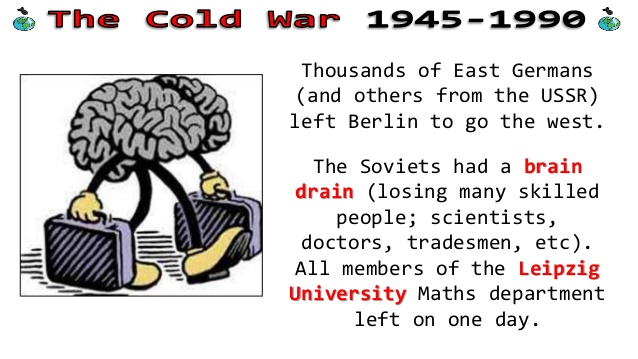 The Cold War 1945-1990
Thousands of East Germans
(and others from the USSR)
left Berlin to go the west.
The Soviets had a brain
drain (losing many skilled
people; scientists,
doctors, tradesmen, etc).
All members of the Leipzig
University Maths department
left on one day.